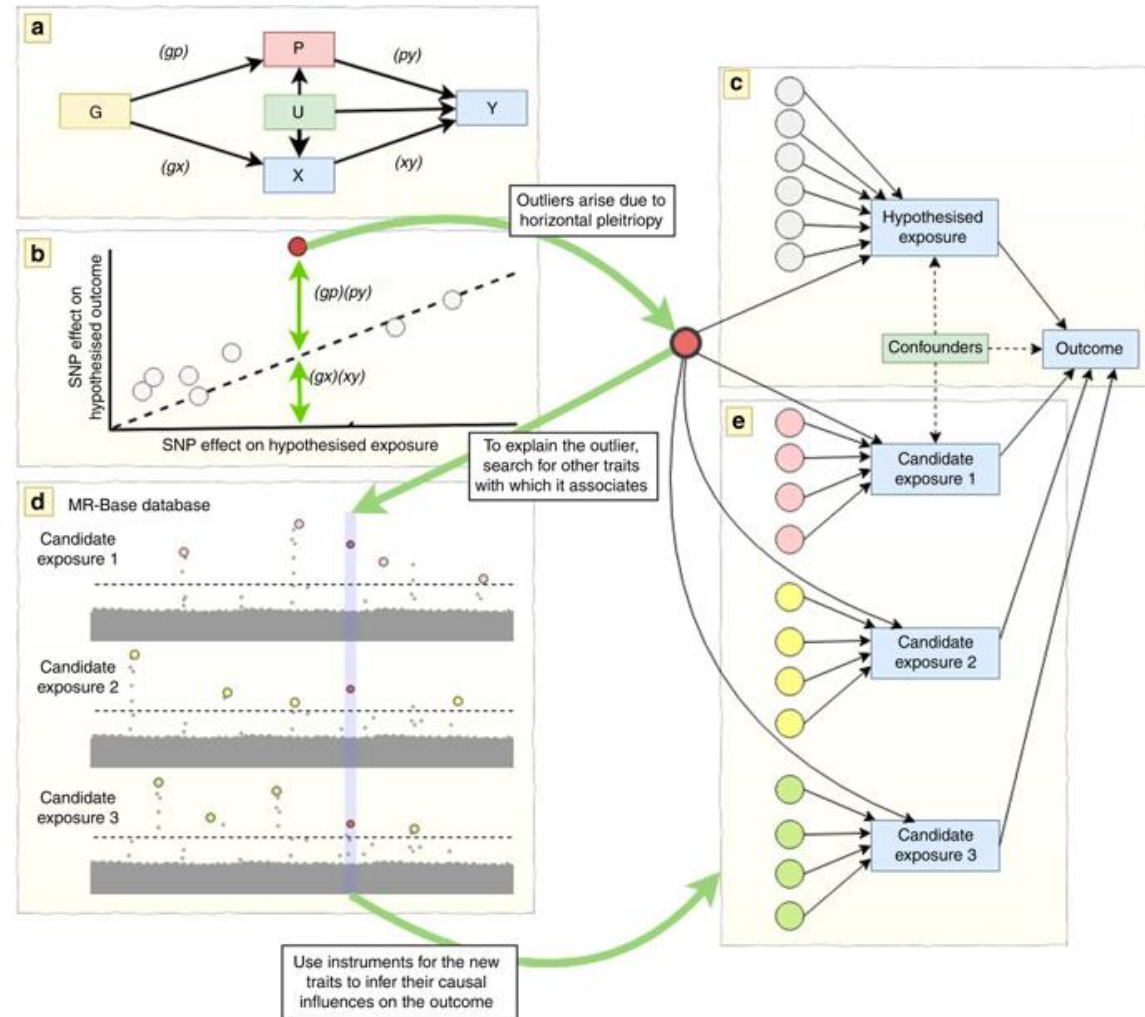 a
(gp)
P
(py)
G
U
Y
(gx)
X
(xy)
Outliers arise due to
horizontal pleitriopy
b
SNP effect on
hypothesised outcome
(gp)(py)
(gx)(xy)
SNP effect on hypothesised exposure
To explain the outlier,
search for other traits
with which it associates
c
Hypothesised
exposure
Confounders
Outcome
d
MR-Base database
Candidate
exposure 1
Candidate
exposure 2
Candidate
exposure 3
e
Candidate
exposure 1
Candidate
exposure 2
Candidate
exposure 3
Use instruments for the new
traits to infer their causal
influences on the outcome